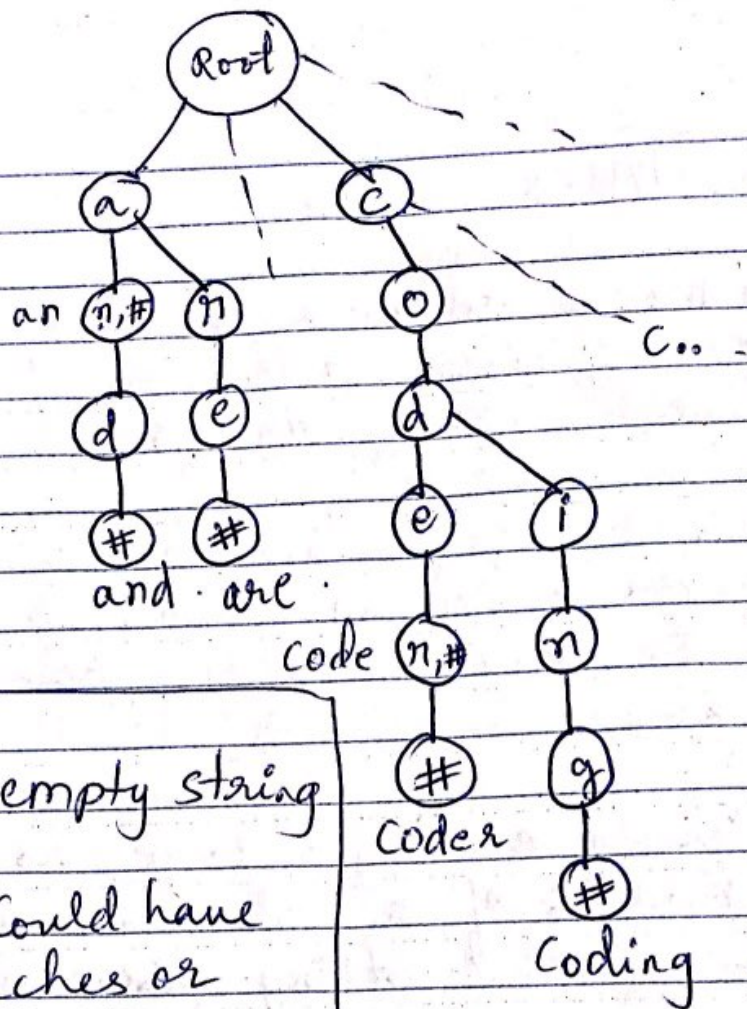 Root
a c
an n,# r o
C..
d e d
# # e i
and. are.
code r,# n
empty string # g
coder
could have #
ches or coding